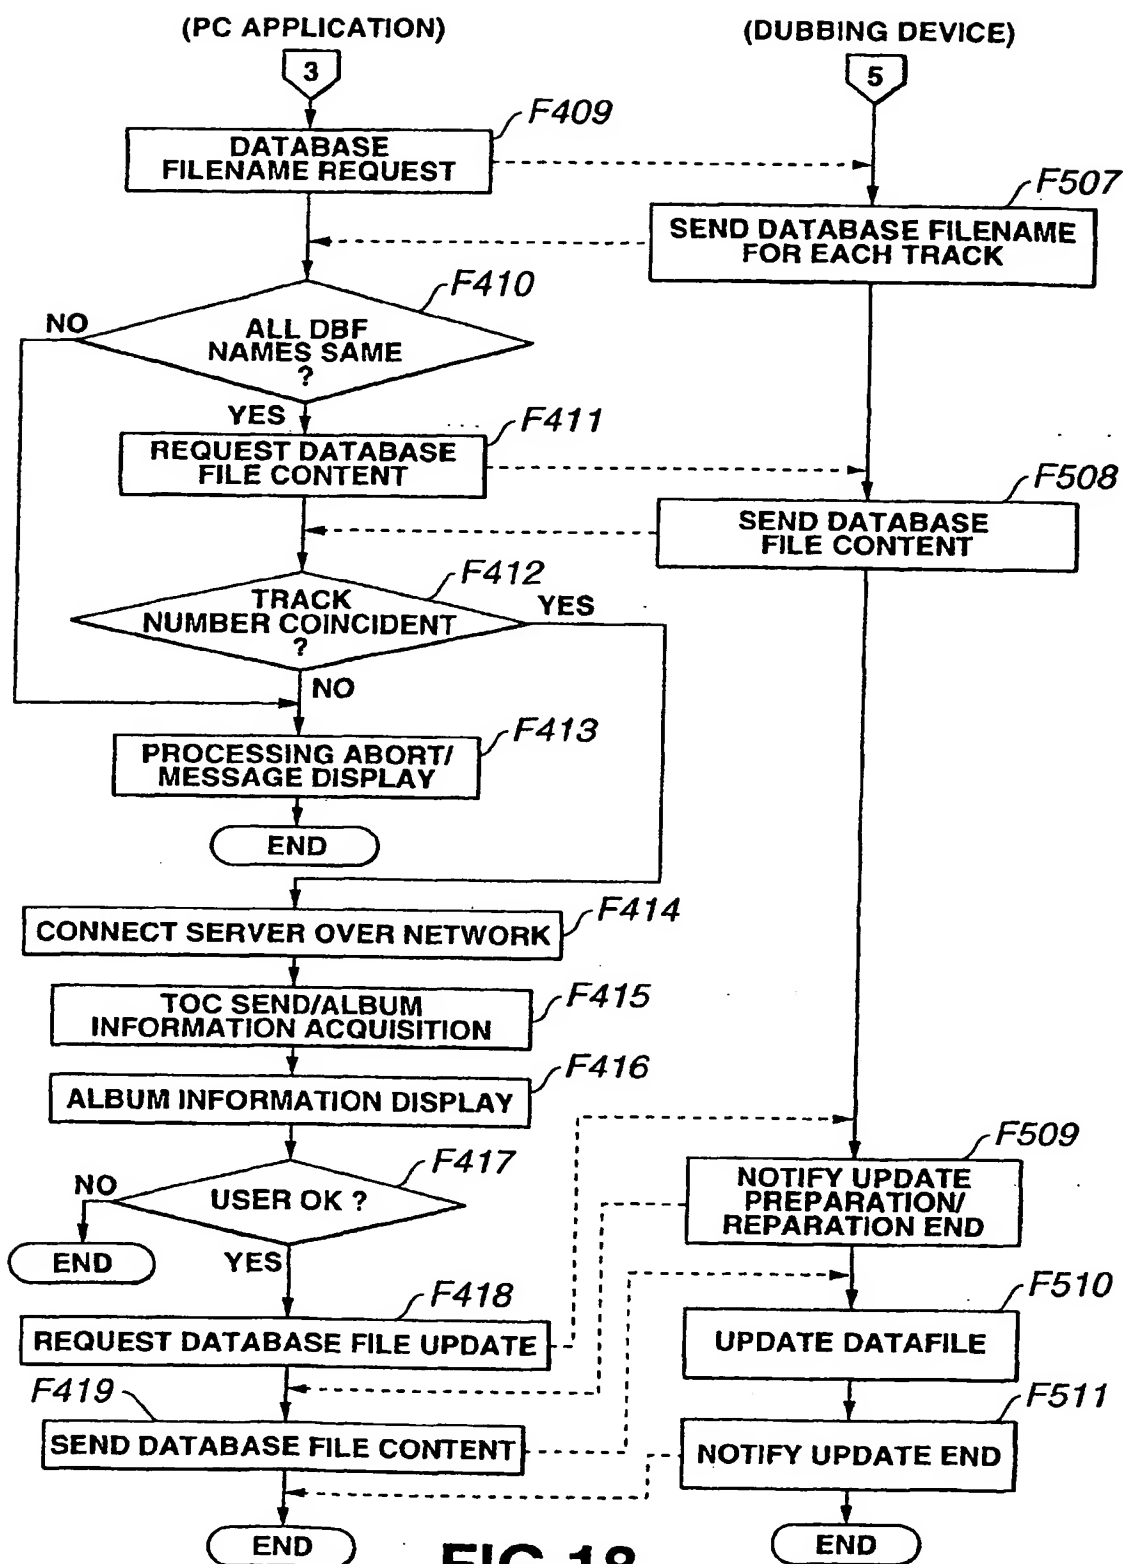 (PC APPLICATION)
(DUBBING DEVICE)
3
5
F409
DATABASE
FILENAME REQUEST
F507
SEND DATABASE FILENAME
FOR EACH TRACK
F410
NO
ALL DBF
NAMES SAME
?
YES
F411
REQUEST DATABASE
FILE CONTENT
F508
SEND DATABASE
FILE CONTENT
F412
TRACK
NUMBER COINCIDENT
?
YES
NO
F413
PROCESSING ABORT/
MESSAGE DISPLAY
END
F414
CONNECT SERVER OVER NETWORK
F415
TOC SEND/ALBUM
INFORMATION ACQUISITION
F416
ALBUM INFORMATION DISPLAY
F509
NOTIFY UPDATE
PREPARATION/
REPARATION END
F417
NO
USER OK ?
END
YES
F418
REQUEST DATABASE FILE UPDATE
F510
UPDATE DATAFILE
F419
SEND DATABASE FILE CONTENT
F511
NOTIFY UPDATE END
END
END
FIG.18